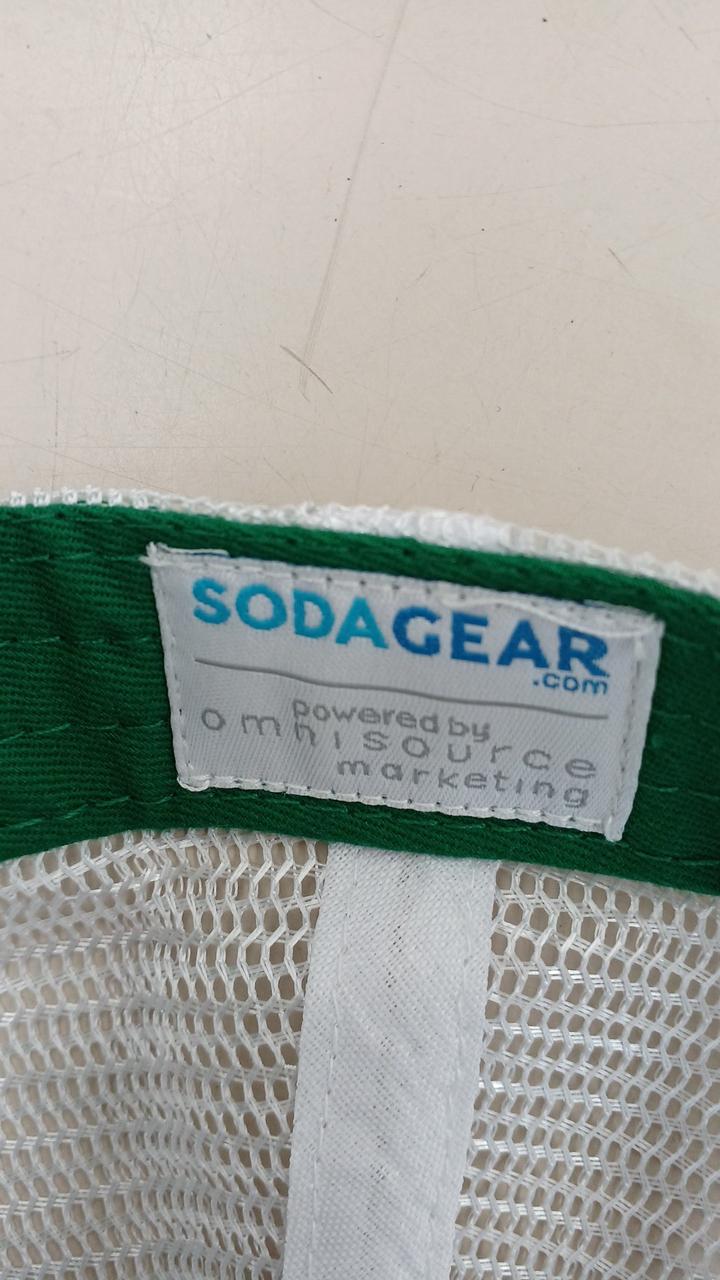 SODAGEAR
.com
powered by
omnisource
marketing